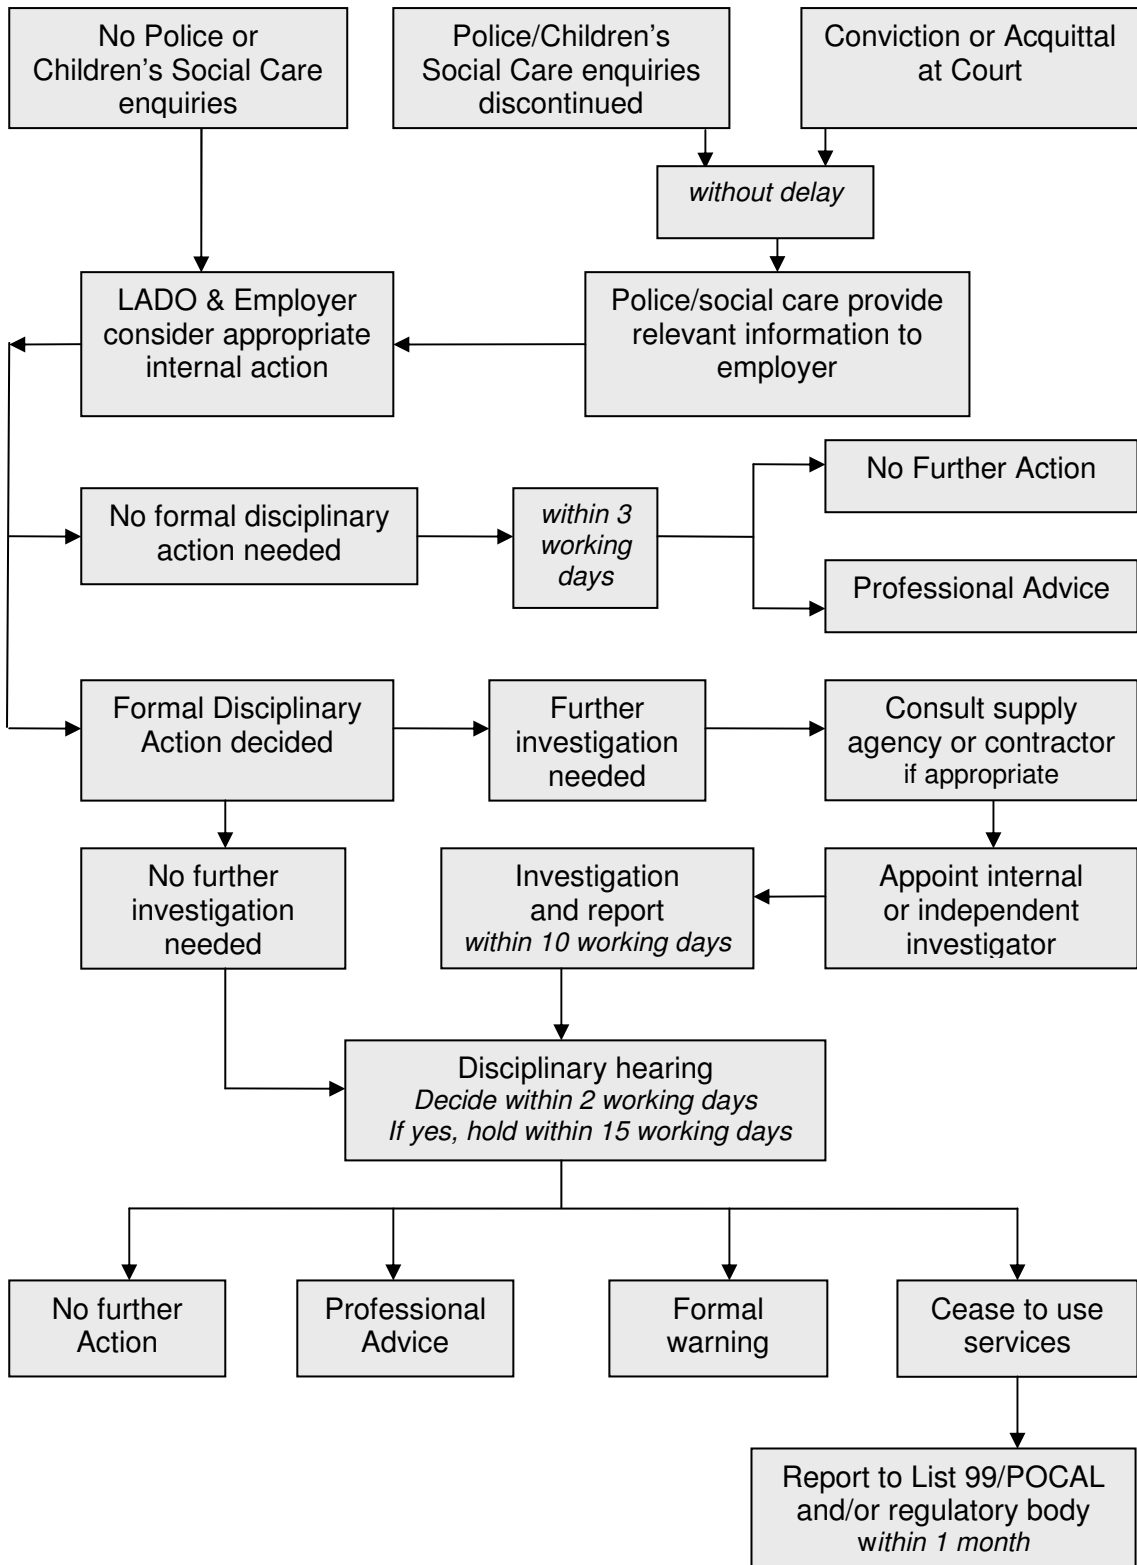 No Police or
Children's Social Care
enquiries
Police/Children's
Social Care enquiries
discontinued
Conviction or Acquittal
at Court
without delay
LADO & Employer
consider appropriate
internal action
Police/social care provide
relevant information to
employer
No Further Action
No formal disciplinary
action needed
within 3
working
days
Professional Advice
Formal Disciplinary
Action decided
Further
investigation
needed
Consult supply
agency or contractor
if appropriate
No further
investigation
needed
Investigation
and report
within 10 working days
Appoint internal
or independent
investigator
Disciplinary hearing
Decide within 2 working days
If yes, hold within 15 working days
No further
Action
Professional
Advice
Formal
warning
Cease to use
services
Report to List 99/POCAL
and/or regulatory body
within 1 month